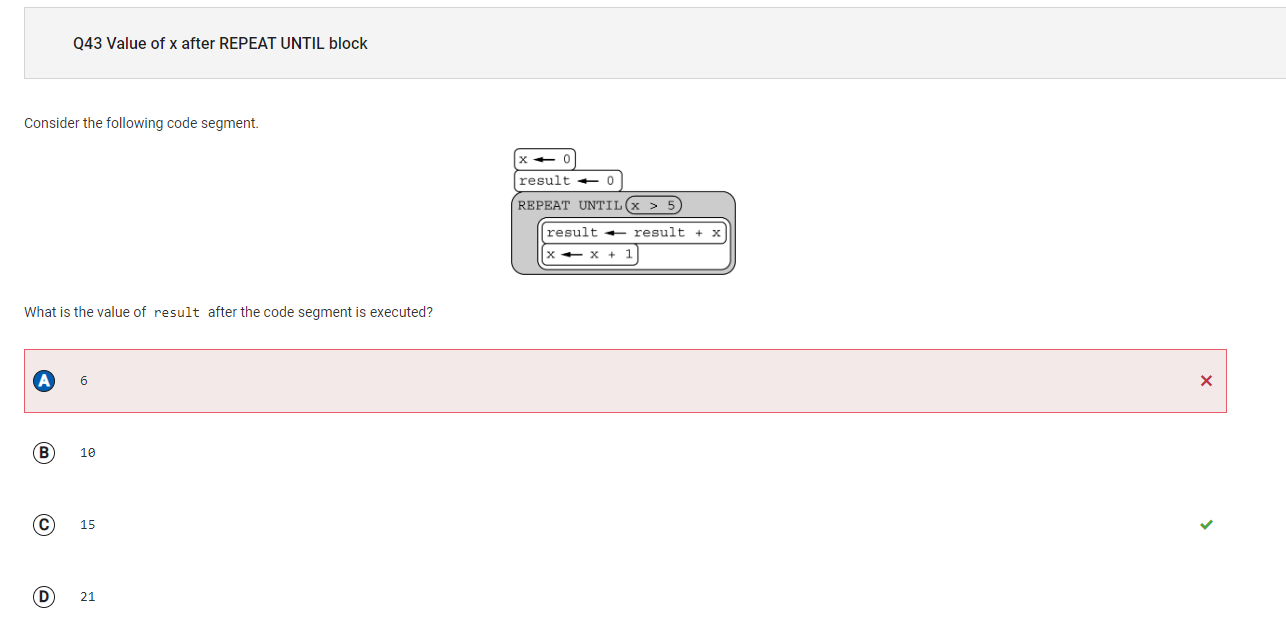 Q43 Value of x after REPEAT UNTIL block
Consider the following code segment.
x ← 0
result ← 0
REPEAT UNTIL x > 5
result ← result + x
x ← x + 1
What is the value of result after the code segment is executed?
A 6
B 10
C 15
D 21